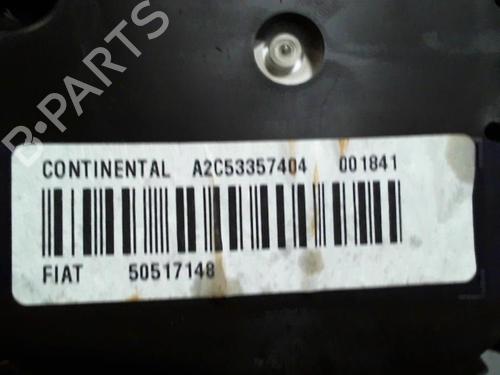 B-PARTS
CONTINENTAL A2C53357404 001841
FIAT 50517148